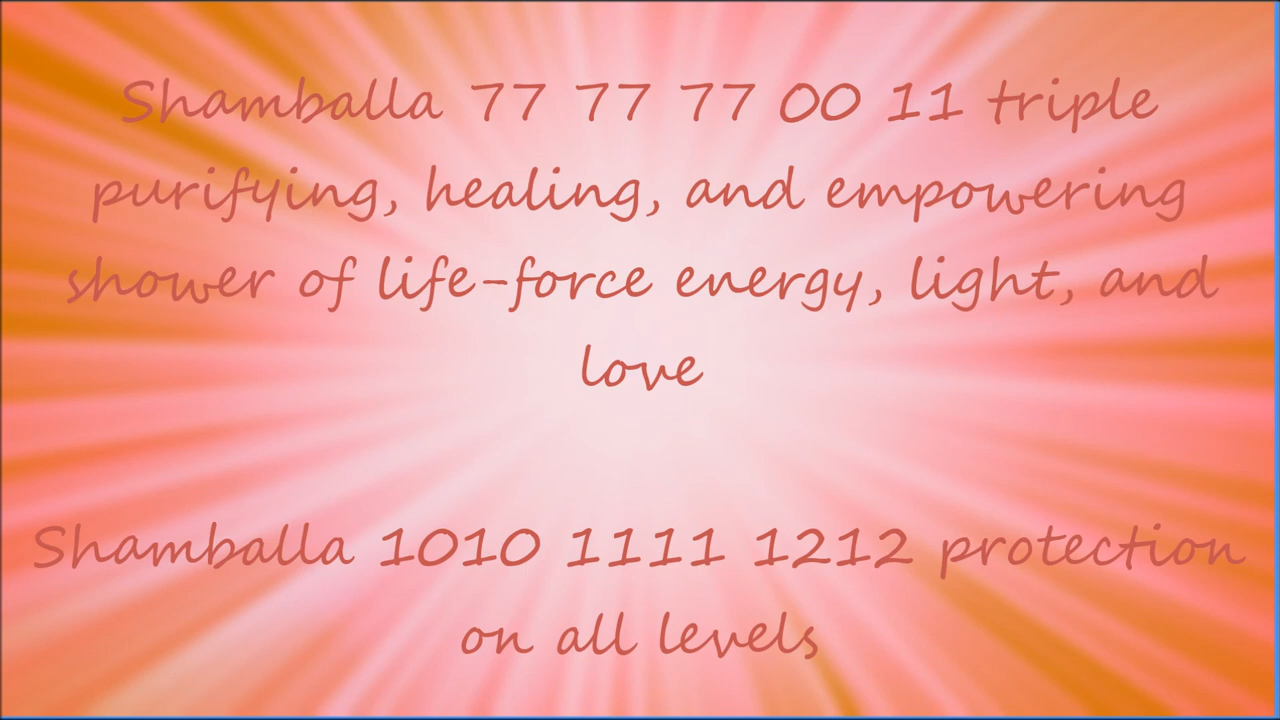 Shamballa 77 77 77 00 11 triple
purifying, healing, and empowering
shower of life-force energy, light, and
love
Shamballa 1010 1111 1212 protection
on all levels